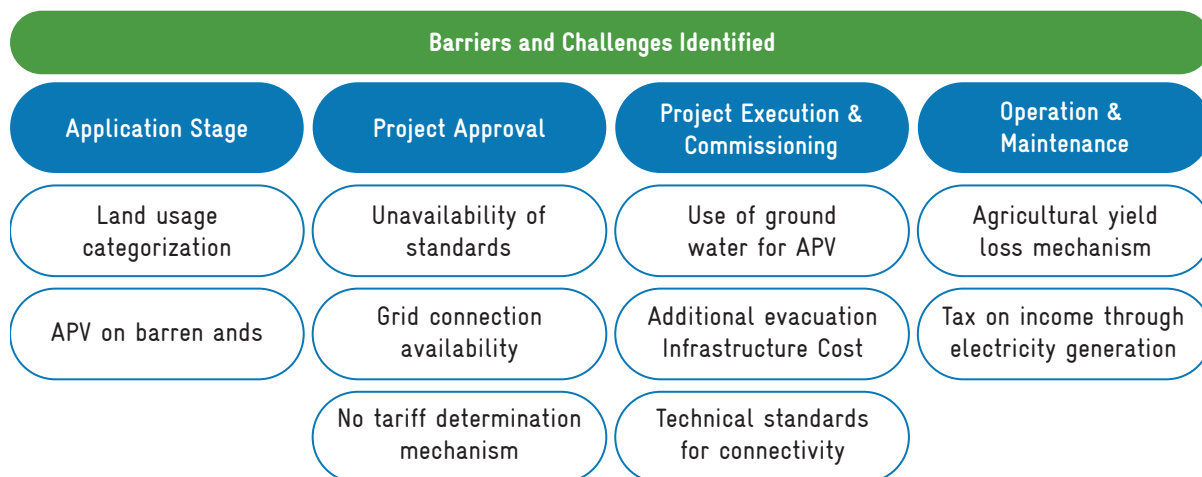 Barriers and Challenges Identified
Application Stage
Project Approval
Project Execution &
Commissioning
Operation &
Maintenance
Land usage
categorization
Unavailability of
standards
Use of ground
water for APV
Agricultural yield
loss mechanism
APV on barren ands
Grid connection
availability
Additional evacuation
Infrastructure Cost
Tax on income through
electricity generation
No tariff determination
mechanism
Technical standards
for connectivity